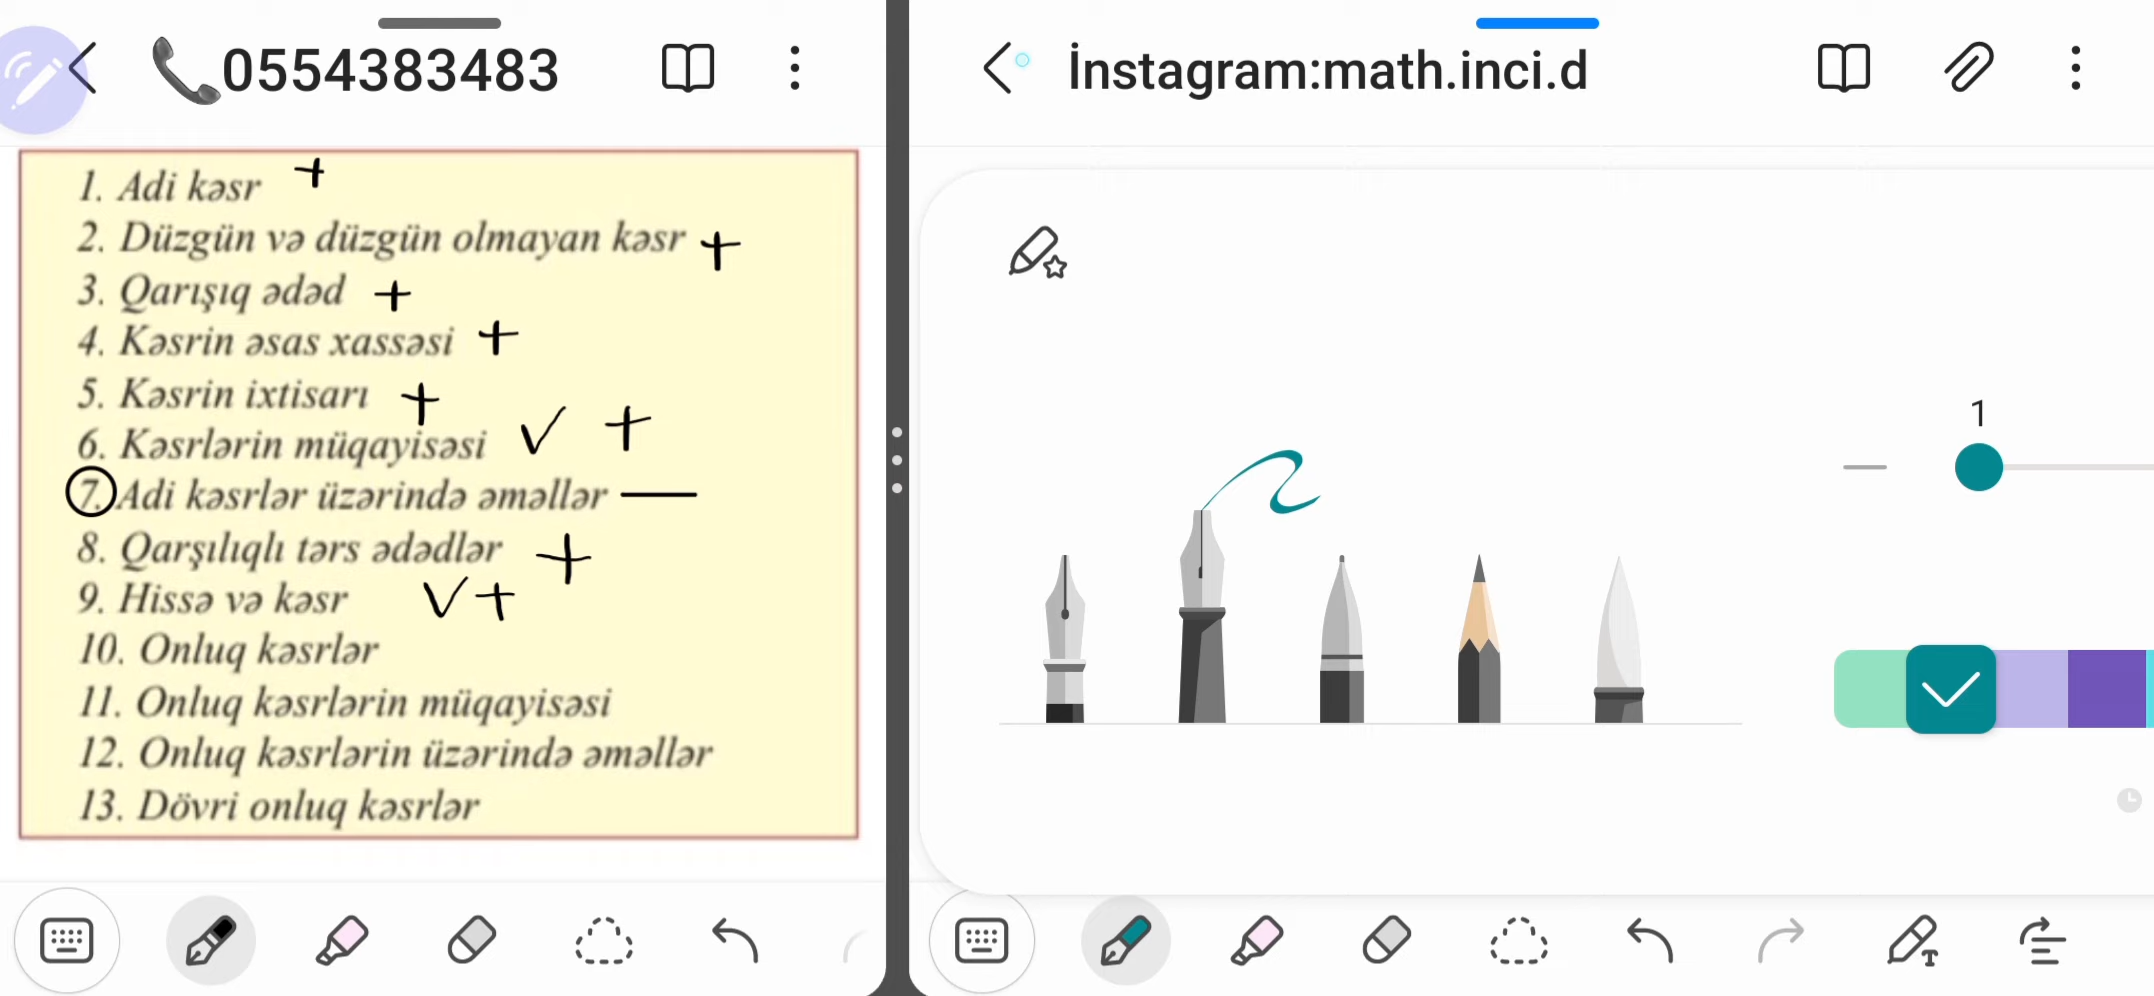 0554383483
1. Adi kəsr +
2. Düzgün və düzgün olmayan kəsr +
3. Qarışıq ədəd +
4. Kəsrin əsas xassəsi +
5. Kəsrin ixtisarı +
6. Kəsrlərin müqayisəsi ✓ +
7. Adi kəsrlər üzərində əməllər —
8. Qarşılıqlı tərs ədədlər +
9. Hissə və kəsr ✓ +
10. Onluq kəsrlər
11. Onluq kəsrlərin müqayisəsi
12. Onluq kəsrlərin üzərində əməllər
13. Dövri onluq kəsrlər
İnstagram:math.inci.d
1